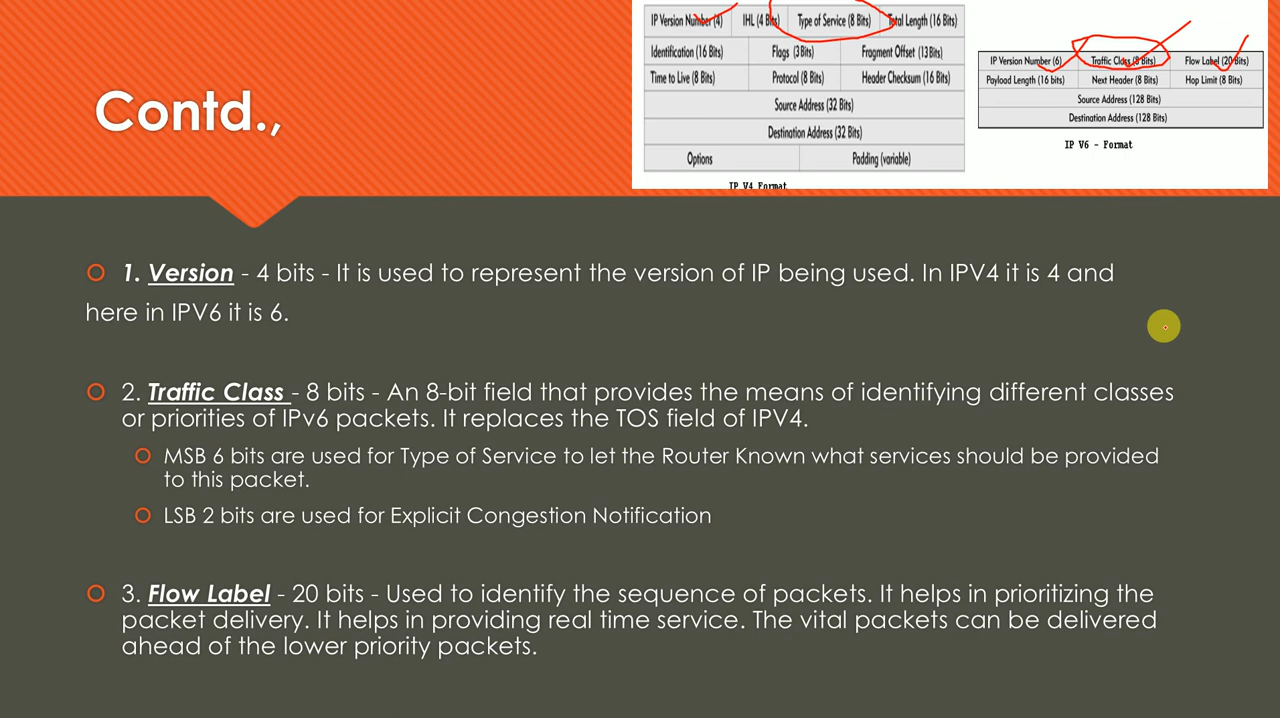 IP Version Number (4) IHL (4 Bits) Type of Service (8 Bits) Total Length (16 Bits)
Identification (16 Bits) Flags (3Bits) Fragment Offset (13Bits)
Time to Live (8 Bits) Protocol (8 Bits) Header Checksum (16 Bits)
Source Address (32 Bits)
Destination Address (32 Bits)
Options Padding (variable)
IP V4 Format
IP Version Number (6) Traffic Class (8 Bits) Flow Label (20 Bits)
Payload Length (16 bits) Next Header (8 Bits) Hop Limit (8 Bits)
Source Address (128 Bits)
Destination Address (128 Bits)
IP V6 - Format
Contd.,
1. Version - 4 bits - It is used to represent the version of IP being used. In IPV4 it is 4 and
here in IPV6 it is 6.
2. Traffic Class - 8 bits - An 8-bit field that provides the means of identifying different classes
or priorities of IPv6 packets. It replaces the TOS field of IPV4.
MSB 6 bits are used for Type of Service to let the Router Known what services should be provided
to this packet.
LSB 2 bits are used for Explicit Congestion Notification
3. Flow Label - 20 bits - Used to identify the sequence of packets. It helps in prioritizing the
packet delivery. It helps in providing real time service. The vital packets can be delivered
ahead of the lower priority packets.